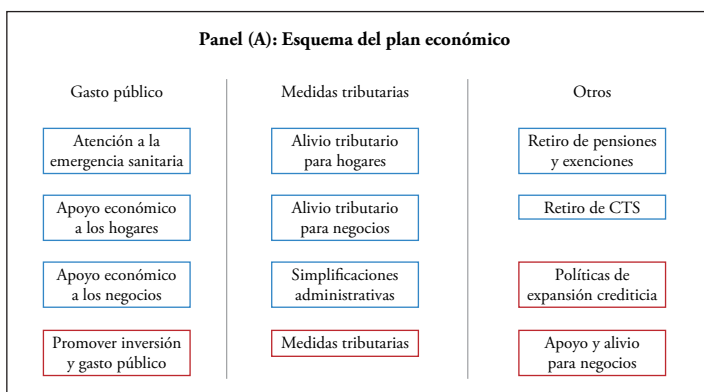 Panel (A): Esquema del plan económico
Gasto público
Atención a la
emergencia sanitaria
Apoyo económico
a los hogares
Apoyo económico
a los negocios
Promover inversión
y gasto público
Medidas tributarias
Alivio tributario
para hogares
Alivio tributario
para negocios
Simplificaciones
administrativas
Medidas tributarias
Otros
Retiro de pensiones
y exenciones
Retiro de CTS
Políticas de
expansión crediticia
Apoyo y alivio
para negocios